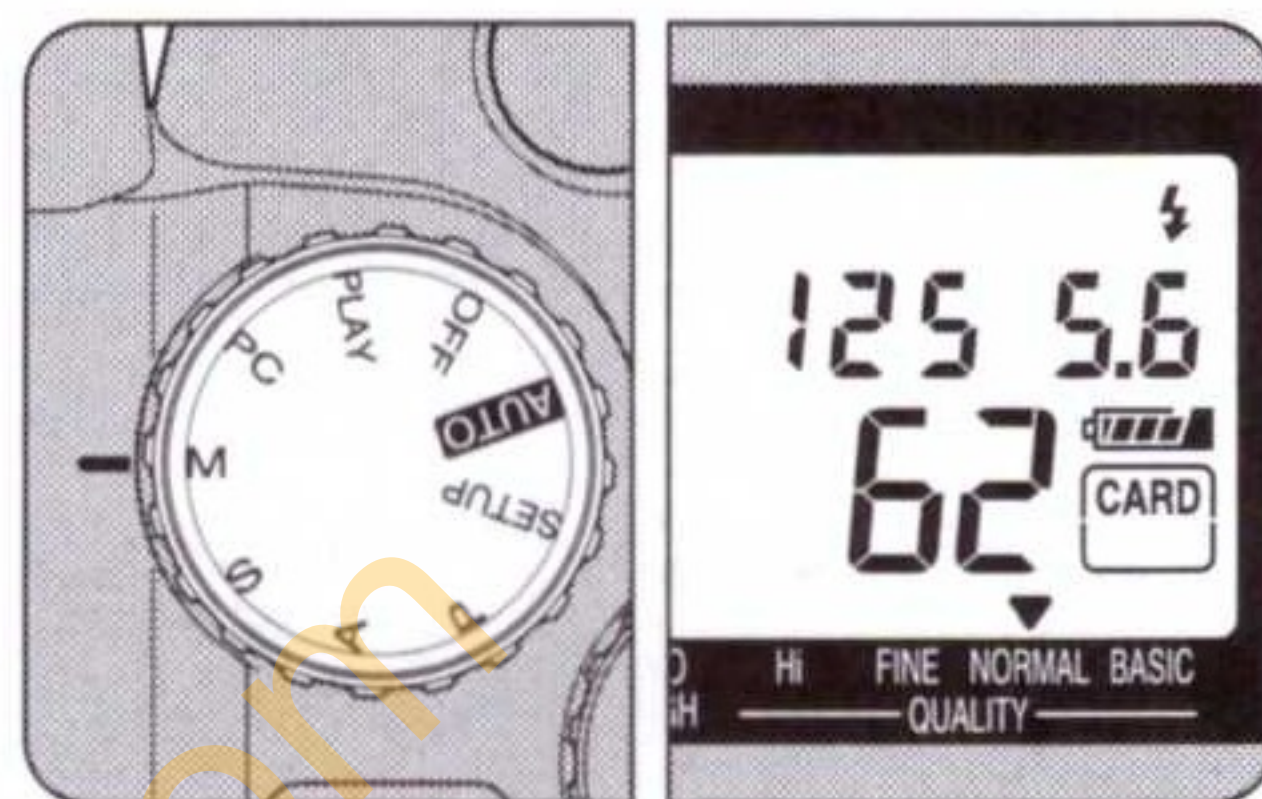 PLAY
OFF
PC
AUTO
M
SETUP
S
A
P
125 5.6
62
CARD
Hi FINE NORMAL BASIC
QUALITY